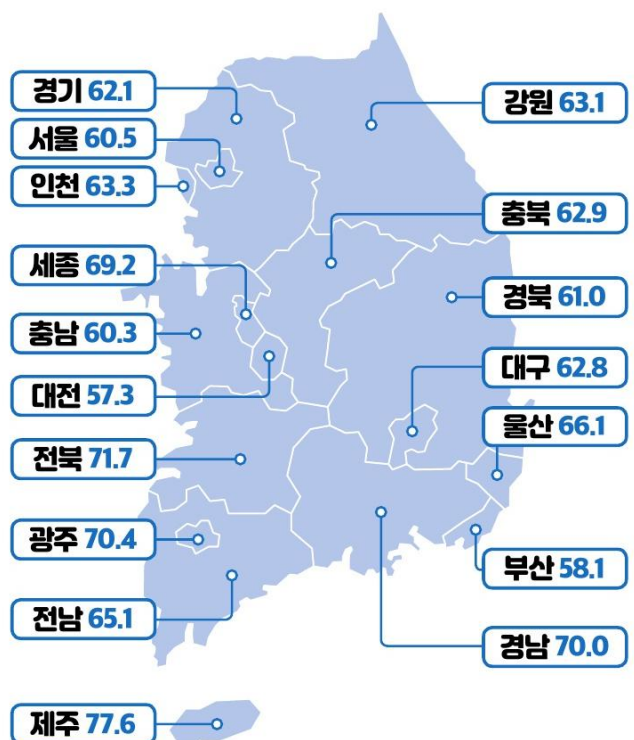 경기 62.1
서울 60.5
인천 63.3
세종 69.2
충남 60.3
대전 57.3
전북 71.7
광주 70.4
전남 65.1
제주 77.6
강원 63.1
충북 62.9
경북 61.0
대구 62.8
울산 66.1
부산 58.1
경남 70.0